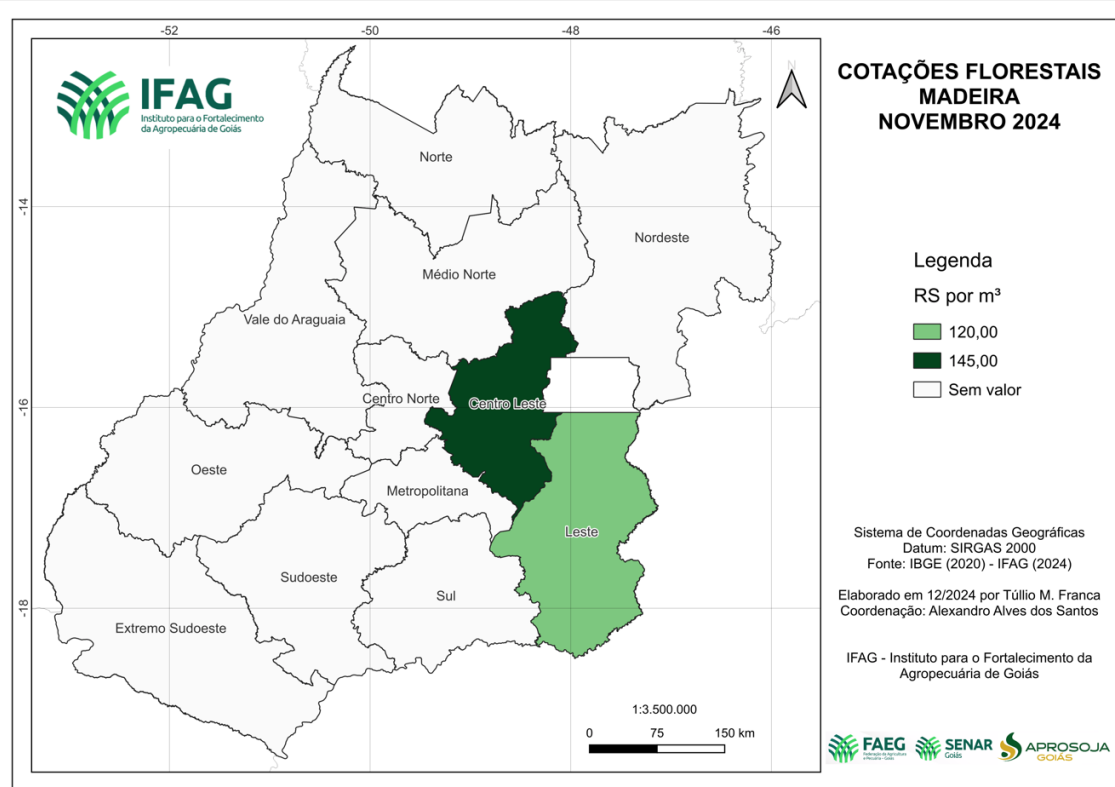 -52
-50
-48
-46
IFAG
Instituto para o Fortalecimento
da Agropecuária de Goiás
N
COTAÇÕES FLORESTAIS
MADEIRA
NOVEMBRO 2024
Norte
-14
Nordeste
Médio Norte
Legenda
RS por m³
Vale do Araguaia
120,00
145,00
Sem valor
Centro Norte
Centro Leste
-16
Oeste
Metropolitana
Leste
Sistema de Coordenadas Geográficas
Datum: SIRGAS 2000
Fonte: IBGE (2020) - IFAG (2024)
Sudoeste
Sul
Elaborado em 12/2024 por Túllio M. Franca
Coordenação: Alexandro Alves dos Santos
-18
Extremo Sudoeste
IFAG - Instituto para o Fortalecimento da
Agropecuária de Goiás
1:3.500.000
0 75 150 km
FAEG
SENAR
Goiás
APROSOJA
GOIÁS